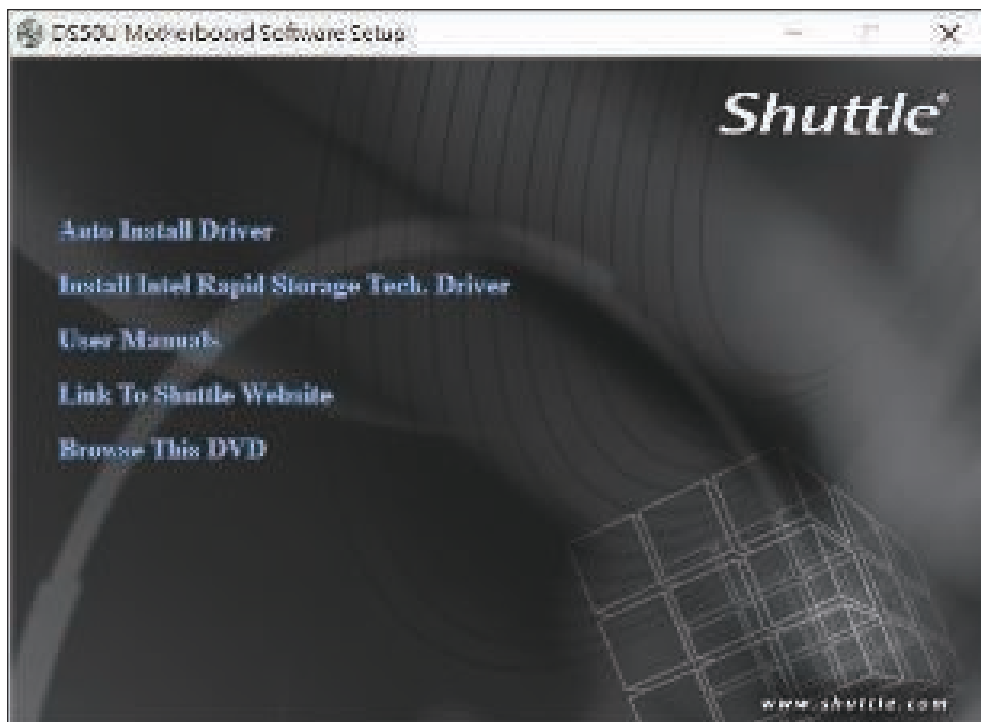 DS50U Motherboard Software Setup
Shuttle®
Auto Install Driver
Install Intel Rapid Storage Tech. Driver
User Manuals
Link To Shuttle Website
Browse This DVD
www.shuttle.com